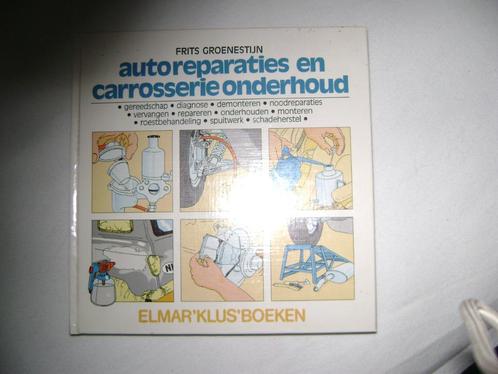 FRITS GROENESTIJN
autoreparaties en
carrosserie onderhoud
• gereedschap • diagnose • demonteren • noodreparaties
• vervangen • repareren • onderhouden • monteren
• roestbehandeling • spuitwerk • schadeherstel •
ELMAR'KLUS'BOEKEN